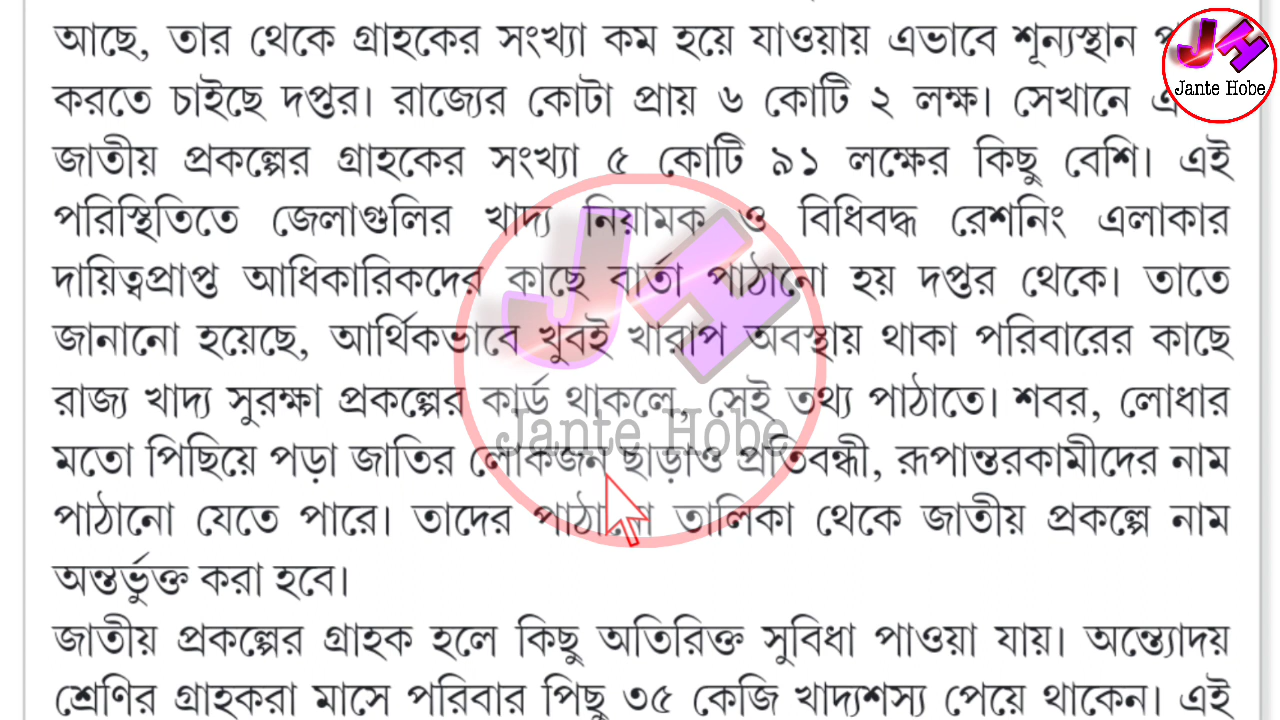 আছে, তার থেকে গ্রাহকের সংখ্যা কম হয়ে যাওয়ায় এভাবে শূন্যস্থান
করতে চাইছে দপ্তর। রাজ্যের কোটা প্রায় ৬ কোটি ২ লক্ষ। সেখানে
জাতীয় প্রকল্পের গ্রাহকের সংখ্যা ৫ কোটি ৯১ লক্ষের কিছু বেশি। এই
পরিস্থিতিতে জেলাগুলির খাদ্য নিয়ামক ও বিধিবদ্ধ রেশনিং এলাকার
দায়িত্বপ্রাপ্ত আধিকারিকদের কাছে বার্তা পাঠানো হয় দপ্তর থেকে। তাতে
জানানো হয়েছে, আর্থিকভাবে খুবই খারাপ অবস্থায় থাকা পরিবারের কাছে
রাজ্য খাদ্য সুরক্ষা প্রকল্পের কার্ড থাকলে, সেই তথ্য পাঠাতে। শবর, লোধার
মতো পিছিয়ে পড়া জাতির লোকজন ছাড়াও প্রতিবন্ধী, রূপান্তরকামীদের নাম
পাঠানো যেতে পারে। তাদের পাঠানো তালিকা থেকে জাতীয় প্রকল্পে নাম
অন্তর্ভুক্ত করা হবে।
জাতীয় প্রকল্পের গ্রাহক হলে কিছু অতিরিক্ত সুবিধা পাওয়া যায়। অন্ত্যোদয়
শ্রেণির গ্রাহকরা মাসে পরিবার পিছু ৩৫ কেজি খাদ্যশস্য পেয়ে থাকেন। এই
JH
Jante Hobe
JH
Jante Hobe